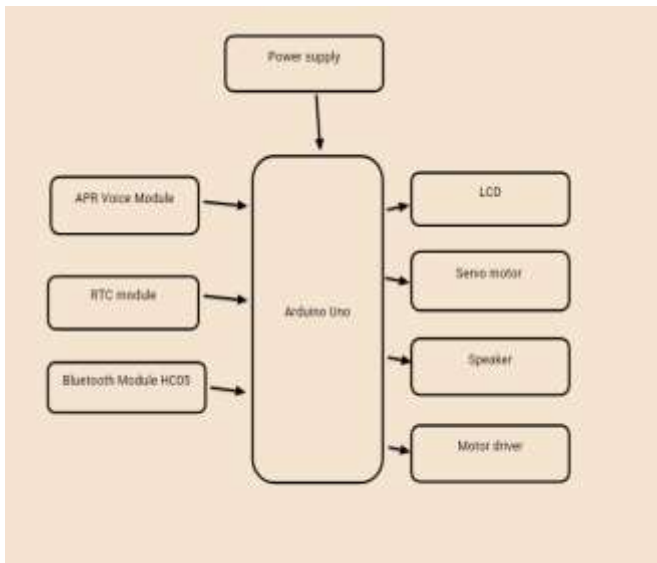 Power supply
APR Voice Module
LCD
Servo motor
RTC module
Arduino Uno
Speaker
Bluetooth Module HC05
Motor driver